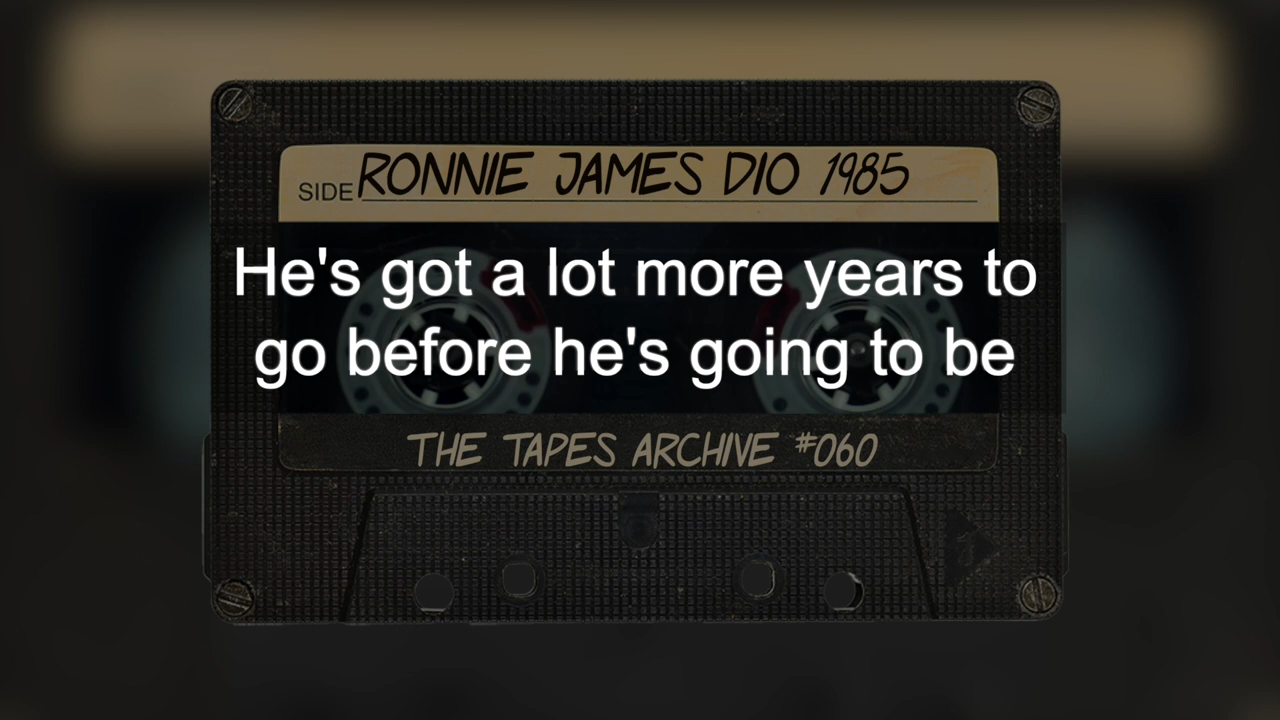 SIDE RONNIE JAMES DIO 1985
He's got a lot more years to
go before he's going to be
THE TAPES ARCHIVE #060